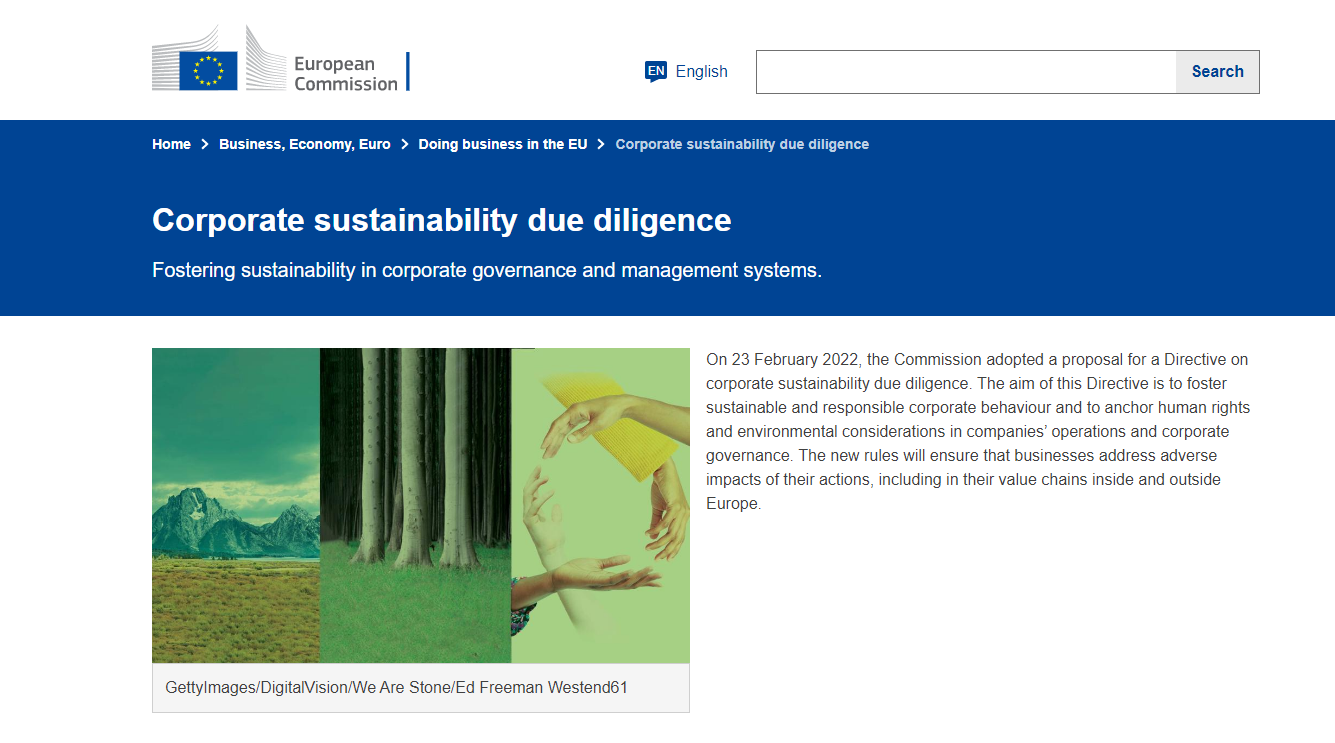 European
Commission
EN English
Search
Home > Business, Economy, Euro > Doing business in the EU > Corporate sustainability due diligence
Corporate sustainability due diligence
Fostering sustainability in corporate governance and management systems.
On 23 February 2022, the Commission adopted a proposal for a Directive on
corporate sustainability due diligence. The aim of this Directive is to foster
sustainable and responsible corporate behaviour and to anchor human rights
and environmental considerations in companies’ operations and corporate
governance. The new rules will ensure that businesses address adverse
impacts of their actions, including in their value chains inside and outside
Europe.
GettyImages/DigitalVision/We Are Stone/Ed Freeman Westend61